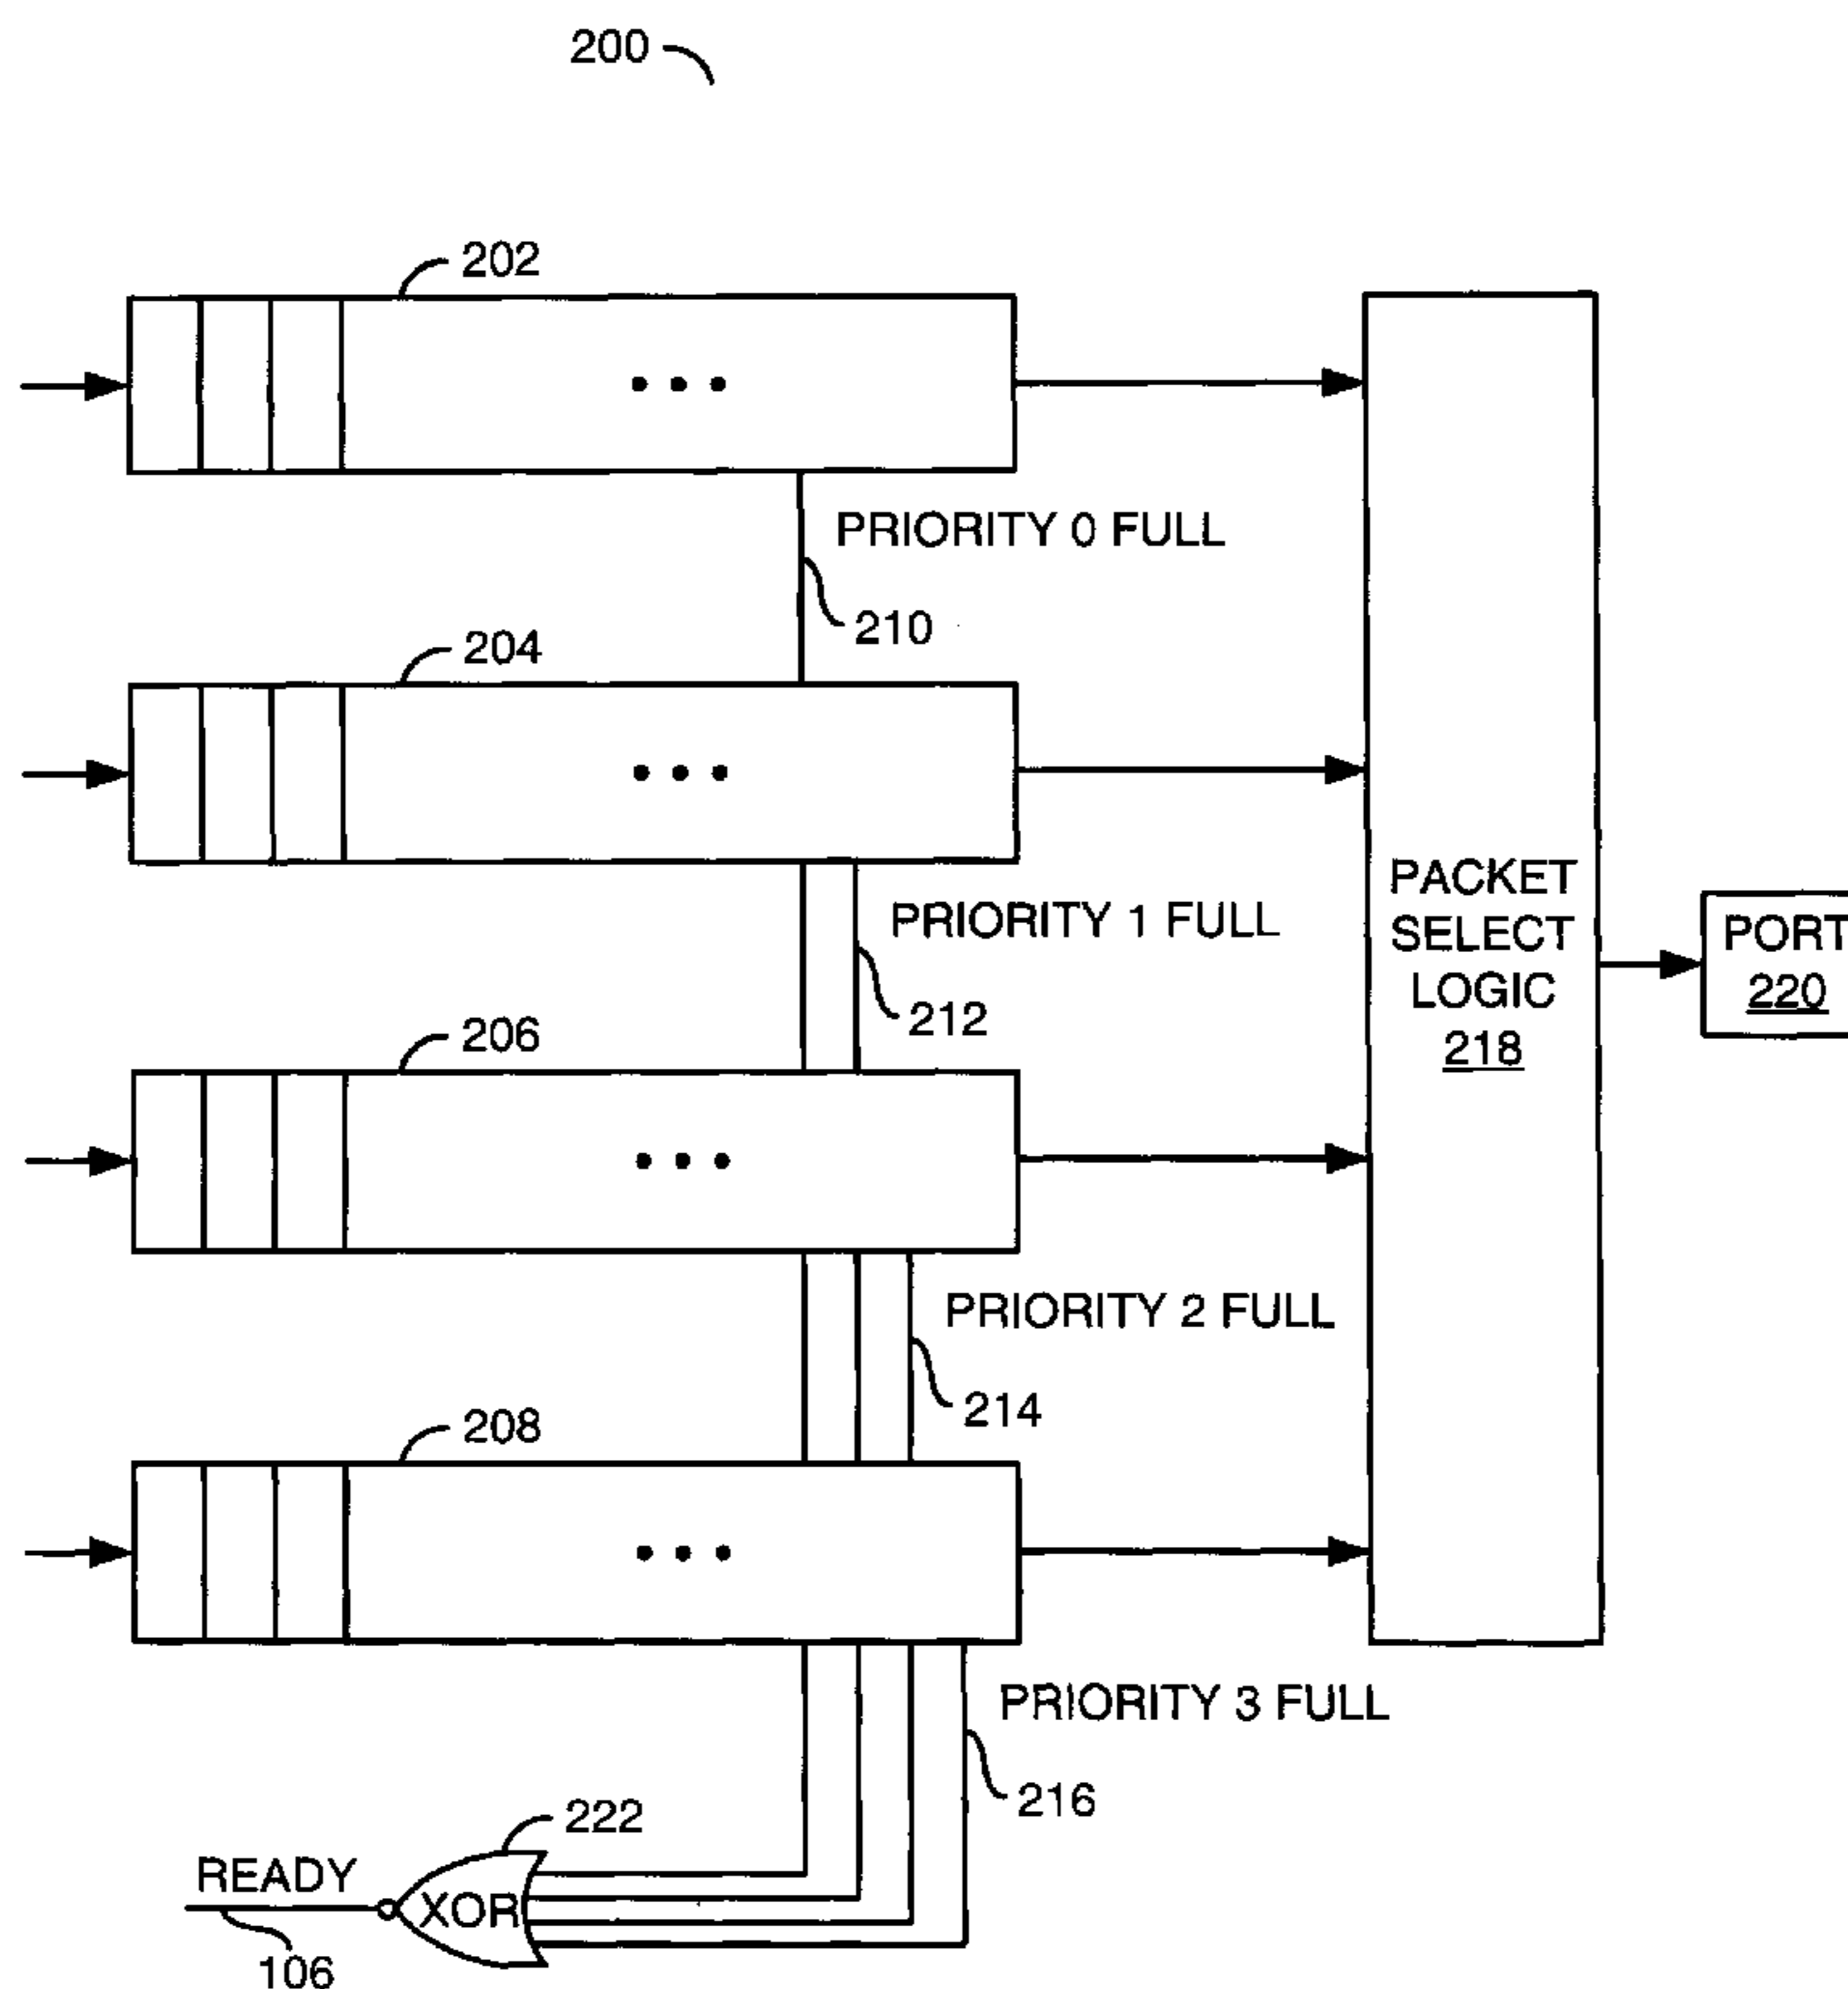 200
202
PRIORITY 0 FULL
210
204
PRIORITY 1 FULL
212
206
PACKET
SELECT
LOGIC
218
PORT
220
PRIORITY 2 FULL
214
208
PRIORITY 3 FULL
216
222
READY
XOR
106